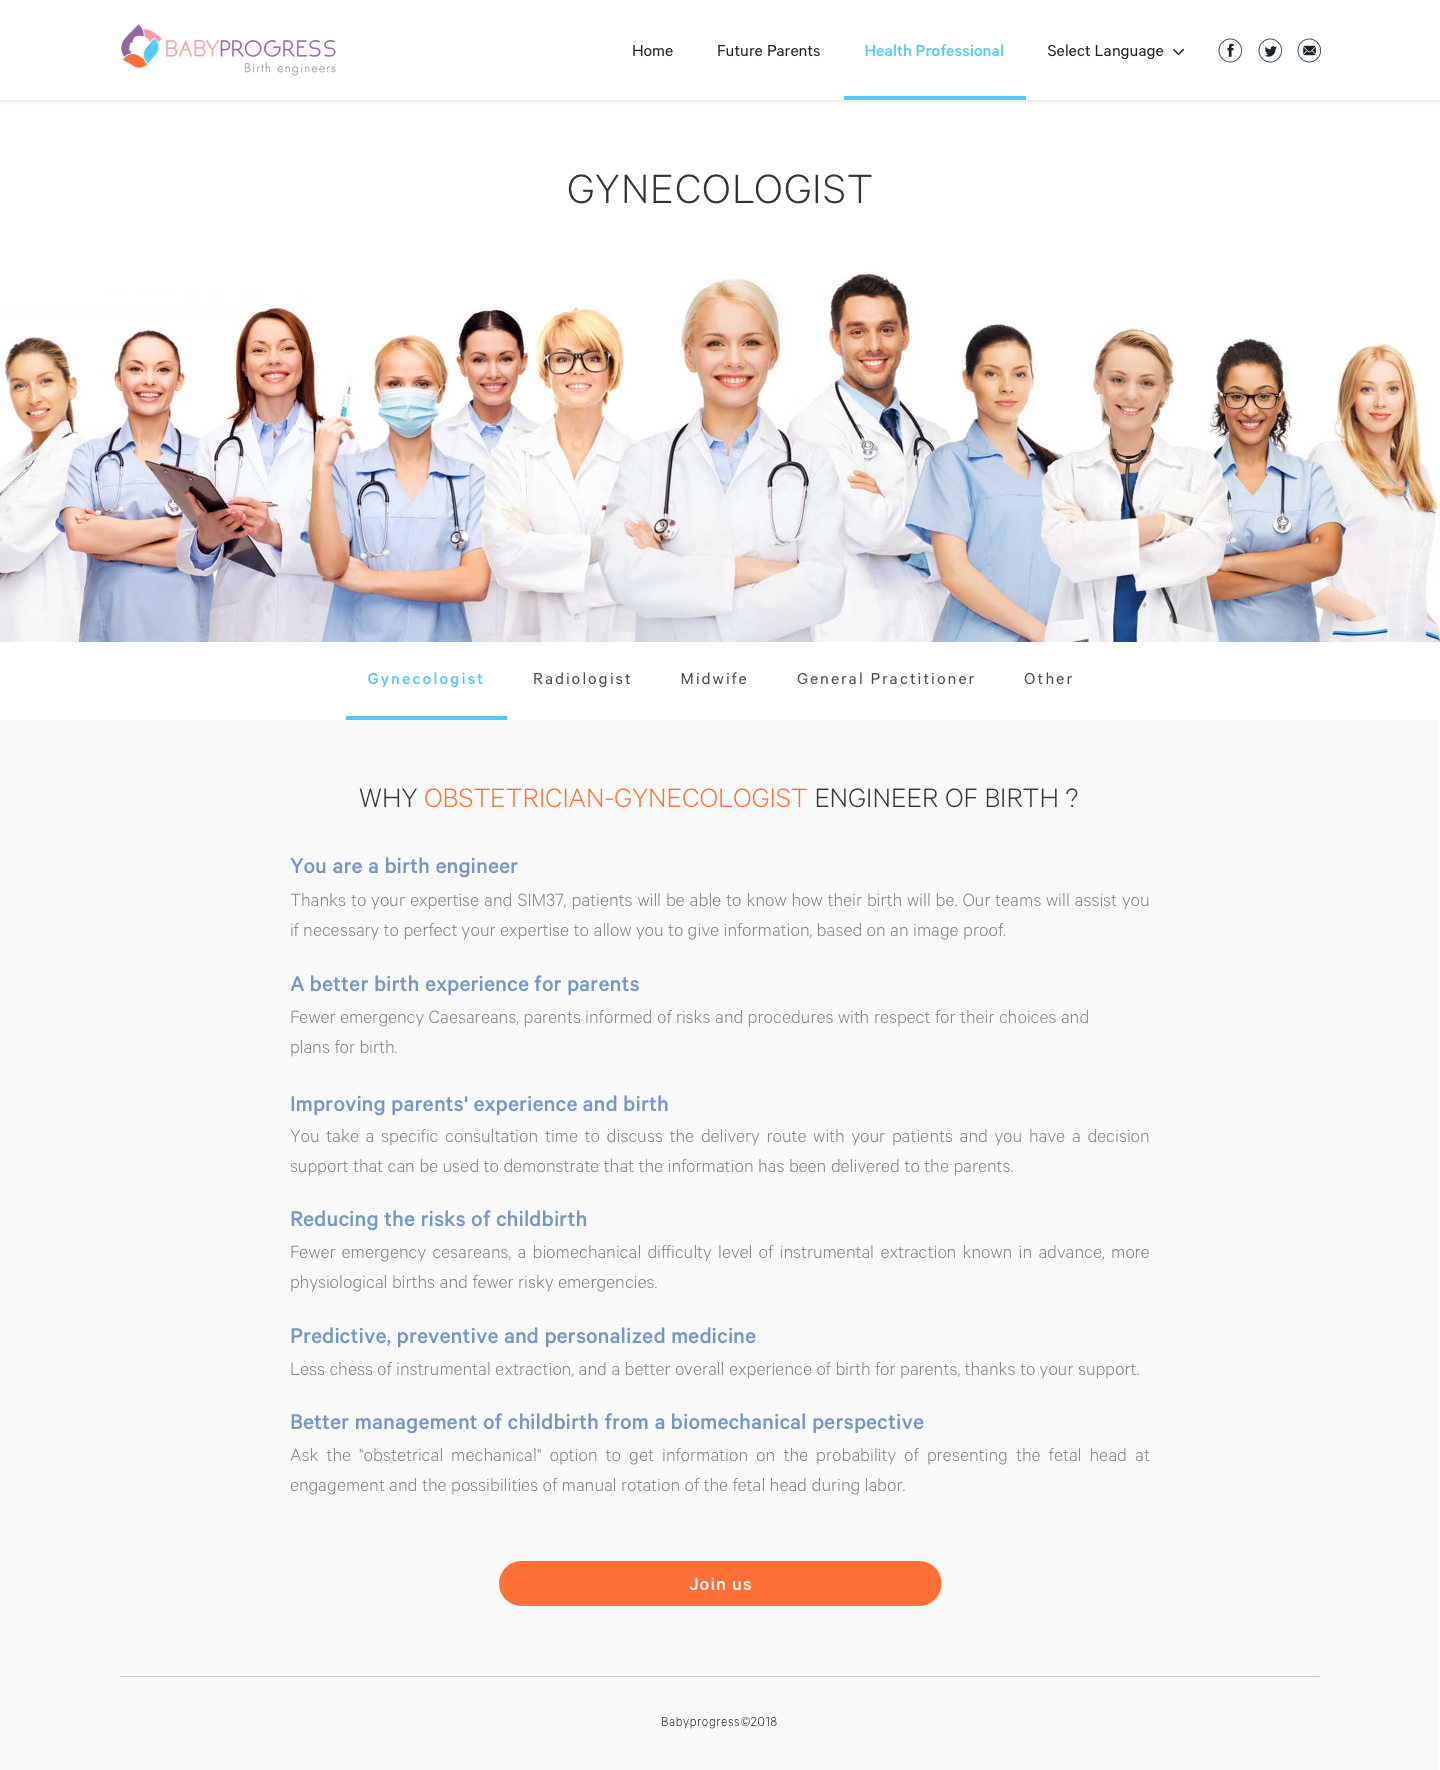 BABYPROGRESS
Birth engineers
Home Future Parents Health Professional Select Language
GYNECOLOGIST
Gynecologist Radiologist Midwife General Practitioner Other
WHY OBSTETRICIAN-GYNECOLOGIST ENGINEER OF BIRTH ?
You are a birth engineer
Thanks to your expertise and SIM37, patients will be able to know how their birth will be. Our teams will assist you
if necessary to perfect your expertise to allow you to give information, based on an image proof.
A better birth experience for parents
Fewer emergency Caesareans, parents informed of risks and procedures with respect for their choices and
plans for birth.
Improving parents' experience and birth
You take a specific consultation time to discuss the delivery route with your patients and you have a decision
support that can be used to demonstrate that the information has been delivered to the parents.
Reducing the risks of childbirth
Fewer emergency cesareans, a biomechanical difficulty level of instrumental extraction known in advance, more
physiological births and fewer risky emergencies.
Predictive, preventive and personalized medicine
Less chess of instrumental extraction, and a better overall experience of birth for parents, thanks to your support.
Better management of childbirth from a biomechanical perspective
Ask the "obstetrical mechanical" option to get information on the probability of presenting the fetal head at
engagement and the possibilities of manual rotation of the fetal head during labor.
Join us
Babyprogress©2018